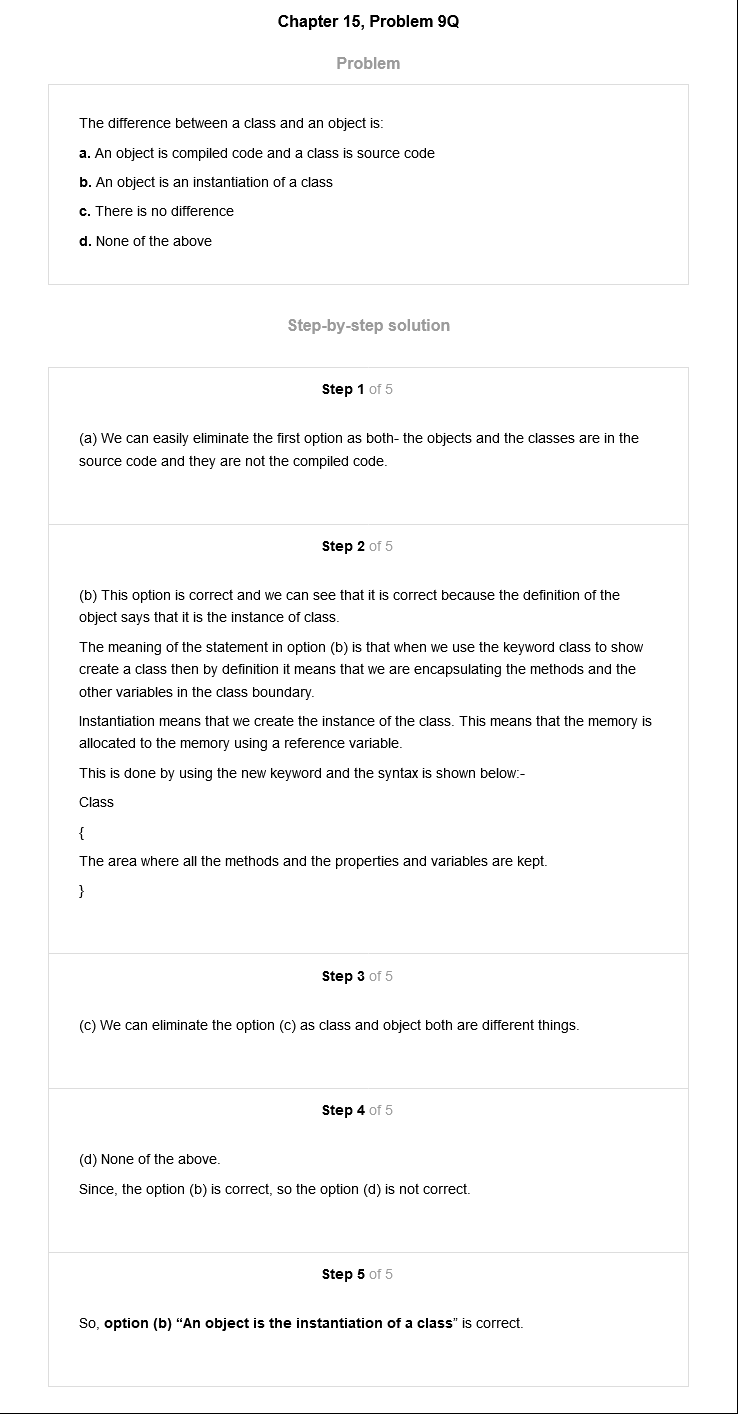 Chapter 15, Problem 9Q
Problem
The difference between a class and an object is:
a. An object is compiled code and a class is source code
b. An object is an instantiation of a class
c. There is no difference
d. None of the above
Step-by-step solution
Step 1 of 5
(a) We can easily eliminate the first option as both- the objects and the classes are in the
source code and they are not the compiled code.
Step 2 of 5
(b) This option is correct and we can see that it is correct because the definition of the
object says that it is the instance of class.
The meaning of the statement in option (b) is that when we use the keyword class to show
create a class then by definition it means that we are encapsulating the methods and the
other variables in the class boundary.
Instantiation means that we create the instance of the class. This means that the memory is
allocated to the memory using a reference variable.
This is done by using the new keyword and the syntax is shown below:-
Class
{
The area where all the methods and the properties and variables are kept.
}
Step 3 of 5
(c) We can eliminate the option (c) as class and object both are different things.
Step 4 of 5
(d) None of the above.
Since, the option (b) is correct, so the option (d) is not correct.
Step 5 of 5
So, option (b) “An object is the instantiation of a class” is correct.